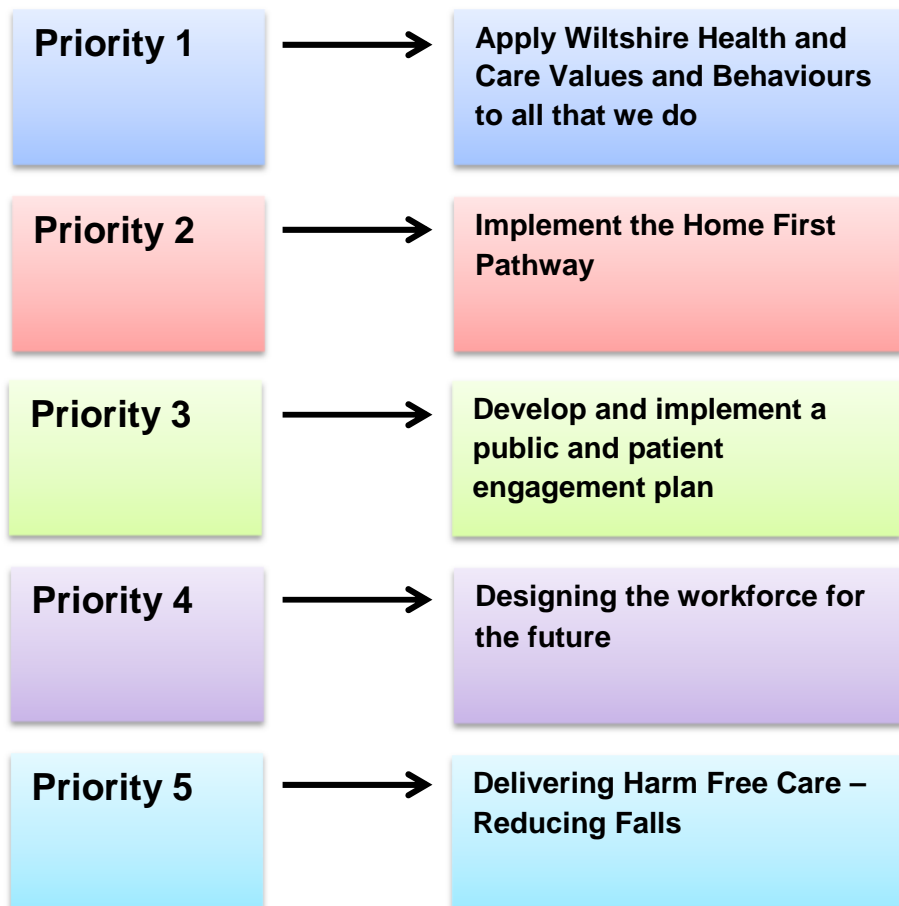 Priority 1
Apply Wiltshire Health and
Care Values and Behaviours
to all that we do
Priority 2
Implement the Home First
Pathway
Priority 3
Develop and implement a
public and patient
engagement plan
Priority 4
Designing the workforce for
the future
Priority 5
Delivering Harm Free Care –
Reducing Falls